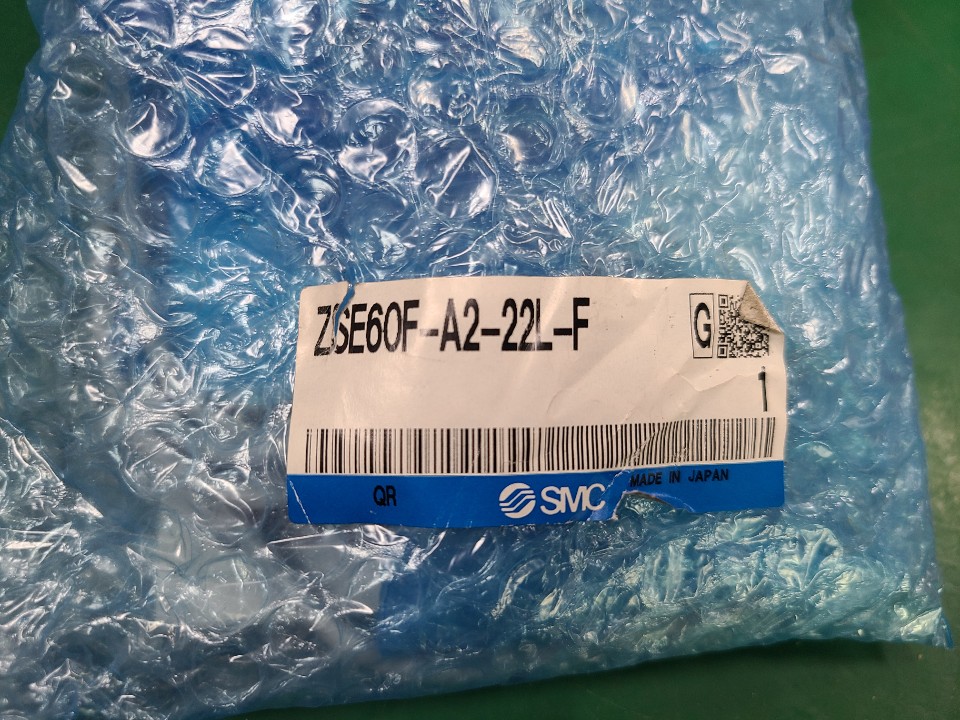 ZSE60F-A2-22L-F
G
1
QR
SMC
MADE IN JAPAN